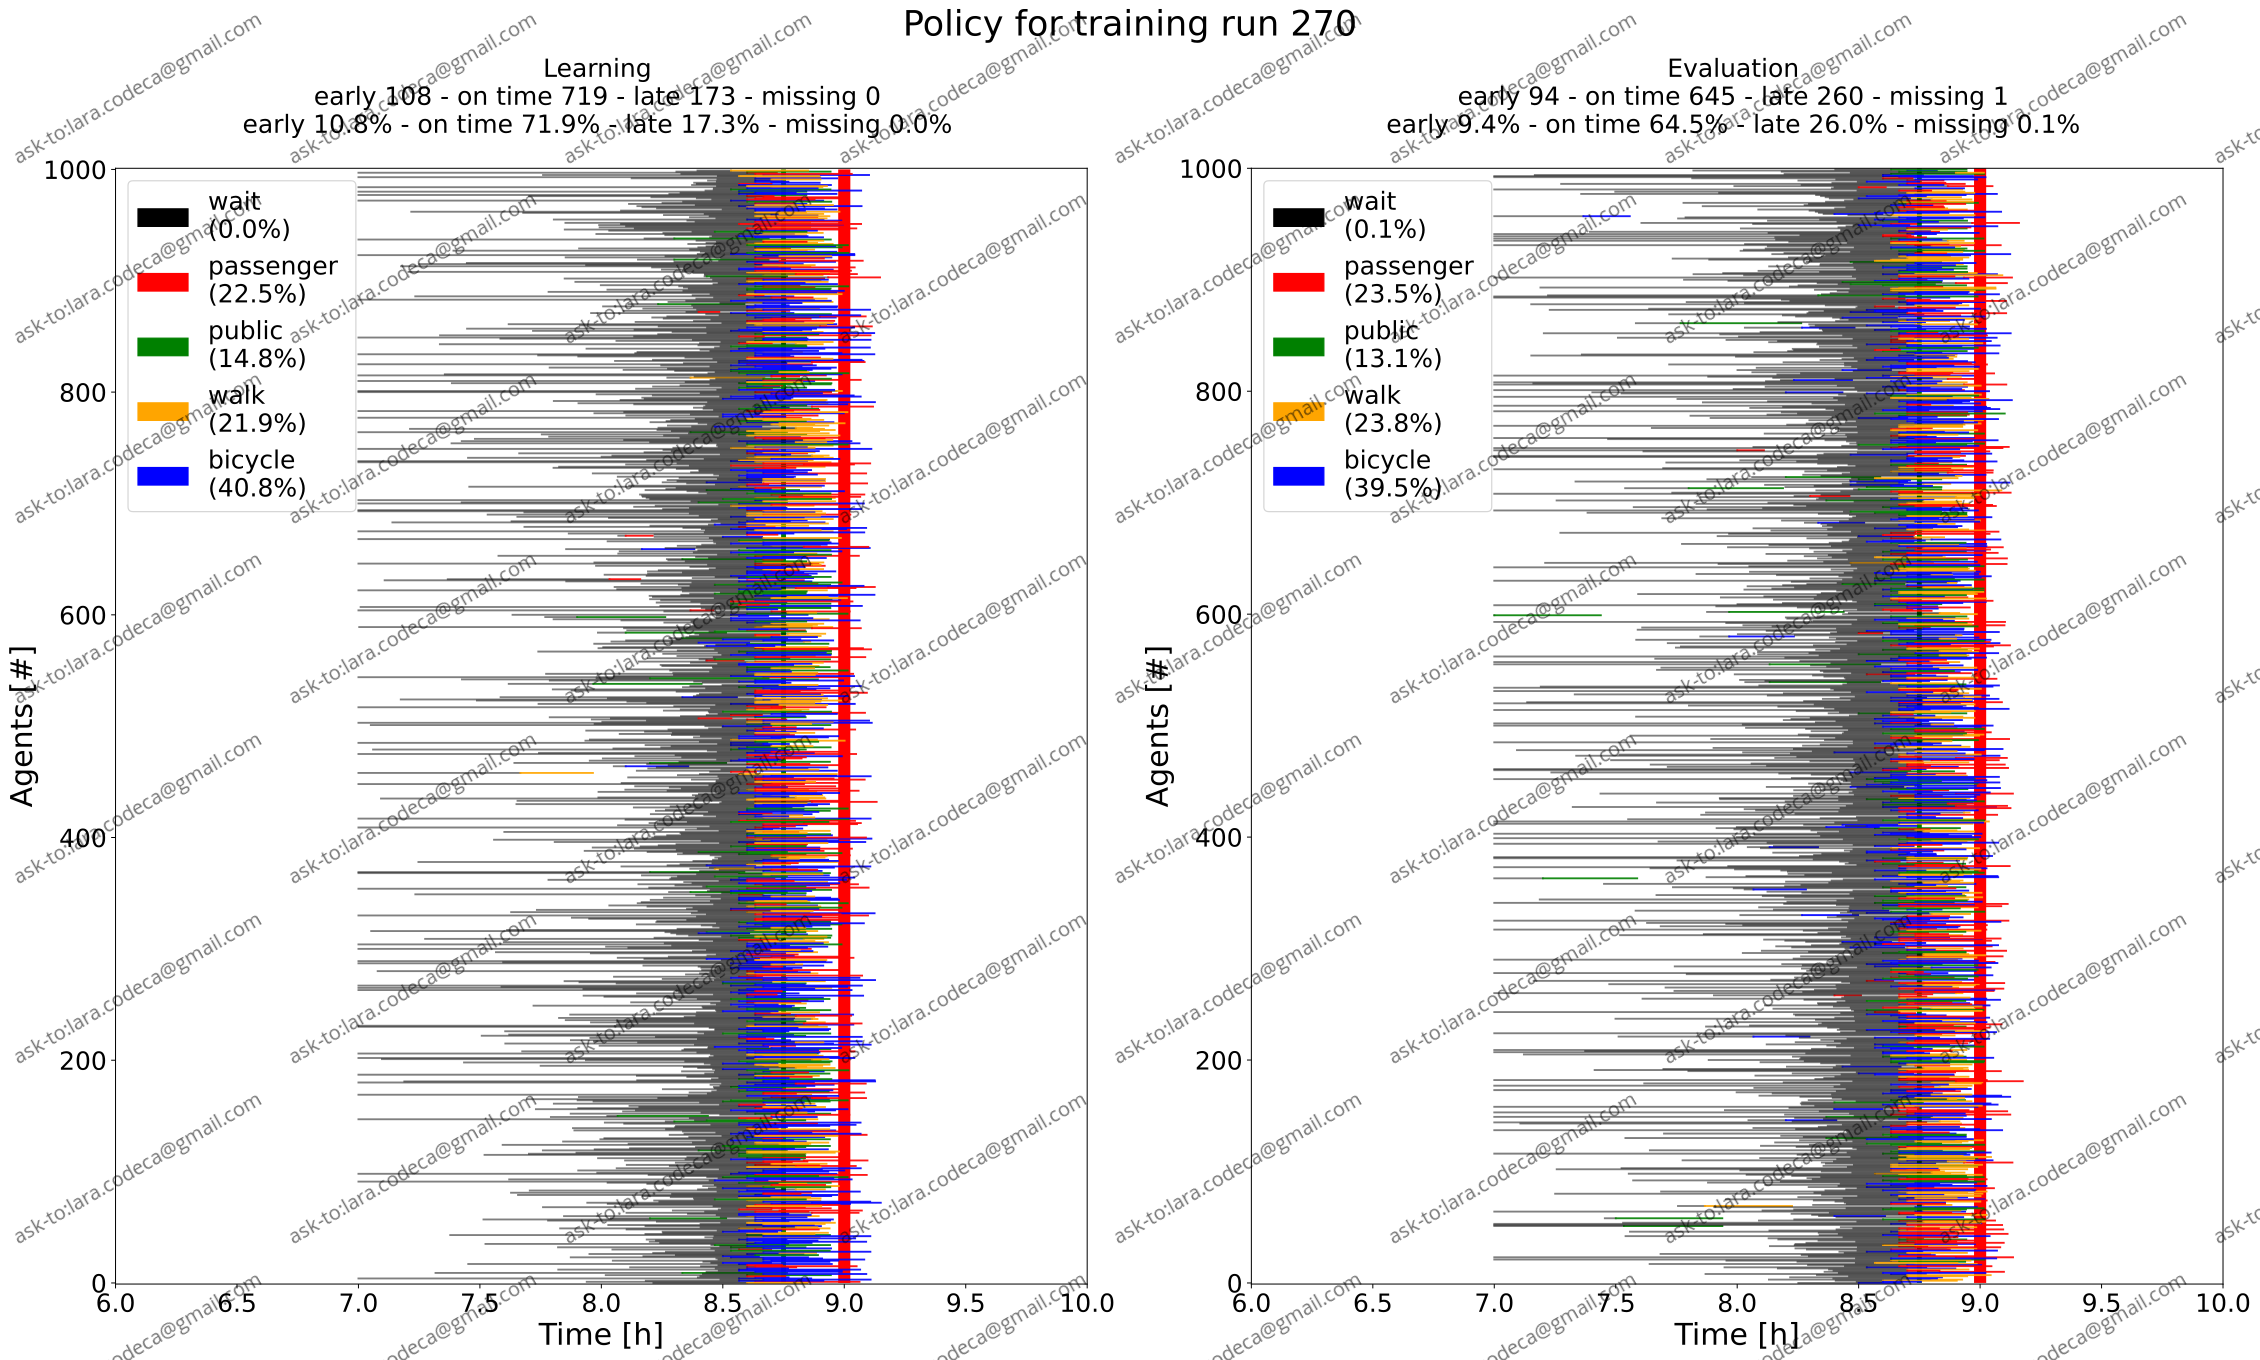 Policy for training run 270
Learning
early 108 - on time 719 - late 173 - missing 0
early 10.8% - on time 71.9% - late 17.3% - missing 0.0%
1000
800
600
400
200
0
Agents [#]
wait
(0.0%)
passenger
(22.5%)
public
(14.8%)
walk
(21.9%)
bicycle
(40.8%)
6.0 6.5 7.0 7.5 8.0 8.5 9.0 9.5 10.0
Time [h]
Evaluation
early 94 - on time 645 - late 260 - missing 1
early 9.4% - on time 64.5% - late 26.0% - missing 0.1%
1000
800
600
400
200
0
Agents [#]
wait
(0.1%)
passenger
(23.5%)
public
(13.1%)
walk
(23.8%)
bicycle
(39.5%)
6.0 6.5 7.0 7.5 8.0 8.5 9.0 9.5 10.0
Time [h]
ask-to:lara.codeca@gmail.com